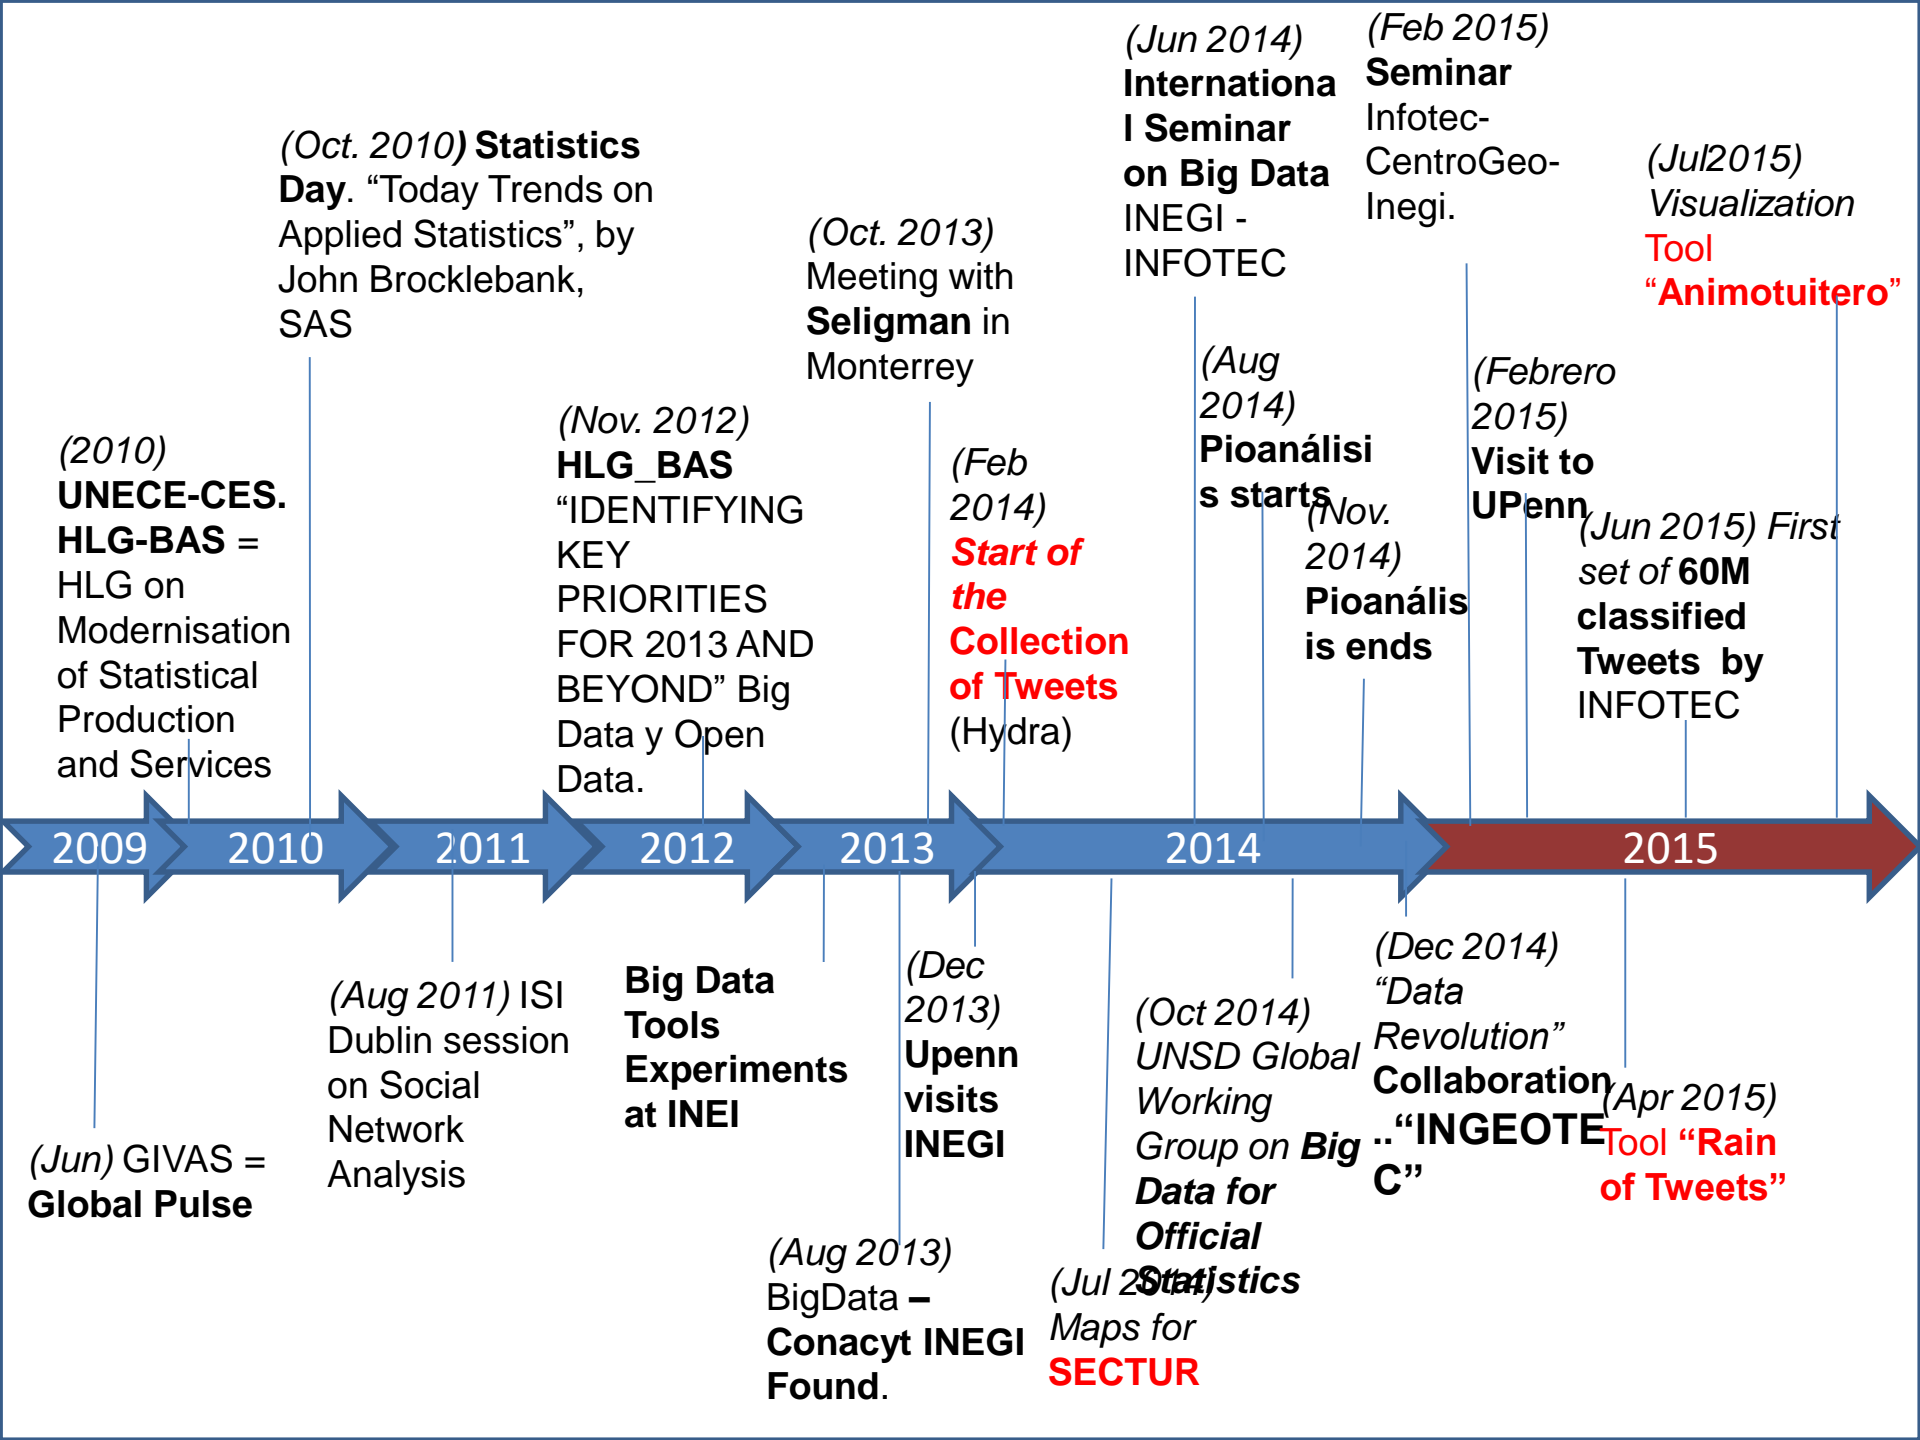 (2010)
UNECE-CES.
HLG-BAS =
HLG on
Modernisation
of Statistical
Production
and Services
(Oct. 2010) Statistics
Day. “Today Trends on
Applied Statistics”, by
John Brocklebank,
SAS
(Nov. 2012)
HLG_BAS
“IDENTIFYING
KEY
PRIORITIES
FOR 2013 AND
BEYOND” Big
Data y Open
Data.
(Oct. 2013)
Meeting with
Seligman in
Monterrey
(Feb
2014)
Start of
the
Collection
of Tweets
(Hydra)
(Jun 2014)
Internationa
l Seminar
on Big Data
INEGI -
INFOTEC
(Aug
2014)
Pioanálisi
s starts
(Nov.
2014)
Pioanális
is ends
(Feb 2015)
Seminar
Infotec-
CentroGeo-
Inegi.
(Febrero
2015)
Visit to
UPenn
(Jun 2015) First
set of 60M
classified
Tweets by
INFOTEC
(Jul2015)
Visualization
Tool
“Animotuitero”
2009
2010
2011
2012
2013
2014
2015
(Jun) GIVAS =
Global Pulse
(Aug 2011) ISI
Dublin session
on Social
Network
Analysis
Big Data
Tools
Experiments
at INEI
(Aug 2013)
BigData –
Conacyt INEGI
Found.
(Dec
2013)
Upenn
visits
INEGI
(Jul 2014)
Maps for
SECTUR
(Oct 2014)
UNSD Global
Working
Group on Big
Data for
Official
Statistics
(Dec 2014)
“Data
Revolution”
Collaboration
..“INGEOTE
C”
(Apr 2015)
Tool “Rain
of Tweets”